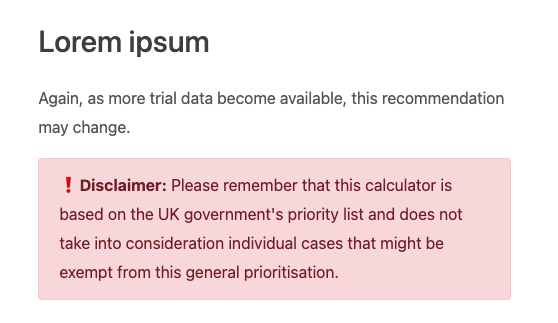 Lorem ipsum
Again, as more trial data become available, this recommendation
may change.
❗ Disclaimer: Please remember that this calculator is
based on the UK government's priority list and does not
take into consideration individual cases that might be
exempt from this general prioritisation.